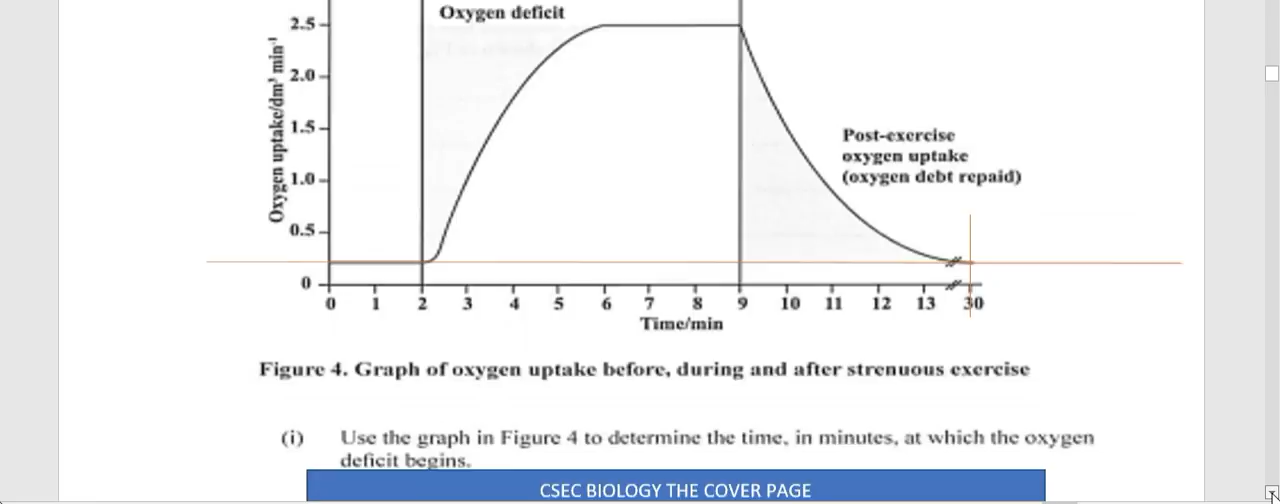 Oxygen deficit
2.5
2.0
1.5
1.0
0.5
0
Oxygen uptake/dm³ min⁻¹
Post-exercise
oxygen uptake
(oxygen debt repaid)
0 1 2 3 4 5 6 7 8 9 10 11 12 13 30
Time/min
Figure 4. Graph of oxygen uptake before, during and after strenuous exercise
(i) Use the graph in Figure 4 to determine the time, in minutes, at which the oxygen
deficit begins.
CSEC BIOLOGY THE COVER PAGE